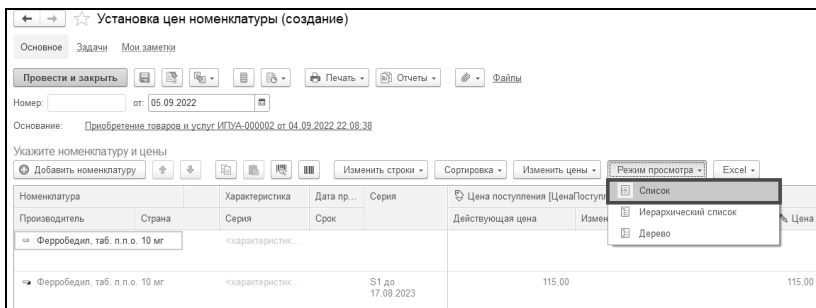 Установка цен номенклатуры (создание)
Основное Задачи Мои заметки
Провести и закрыть Печать Отчеты Файлы
Номер: от: 05.09.2022
Основание: Приобретение товаров и услуг ИПУА-000002 от 04.09.2022 22:08:38
Укажите номенклатуру и цены
Добавить номенклатуру Изменить строки Сортировка Изменить цены Режим просмотра Excel
Номенклатура Характеристика Дата пр... Серия Цена поступления [ЦенаПоступл
Список
Производитель Страна Серия Срок Действующая цена Измен Цена
Иерархический список
Дерево
Ферробедил, таб. п.п.о. 10 мг <характеристик...
Ферробедил, таб. п.п.о. 10 мг <характеристик... S1 до 115,00 115,00
17.08.2023